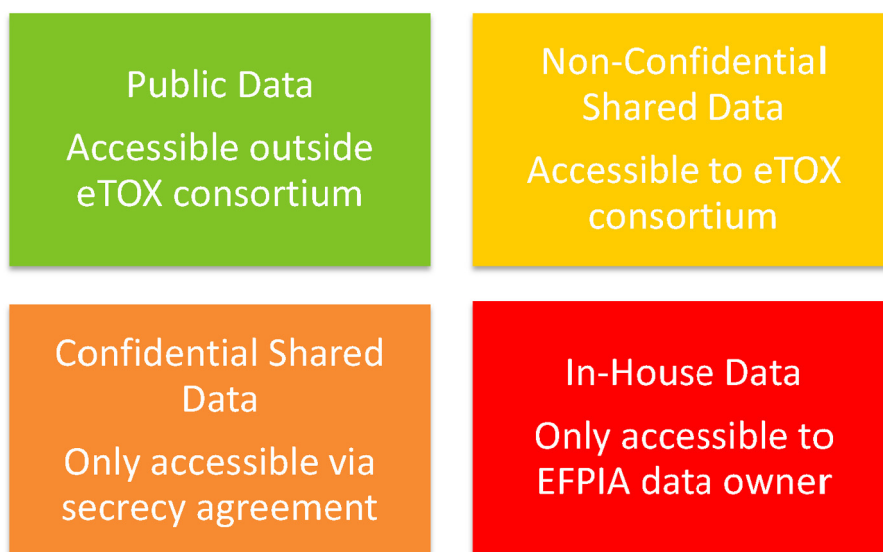 Public Data
Accessible outside
eTOX consortium
Non-Confidential
Shared Data
Accessible to eTOX
consortium
Confidential Shared
Data
Only accessible via
secrecy agreement
In-House Data
Only accessible to
EFPIA data owner